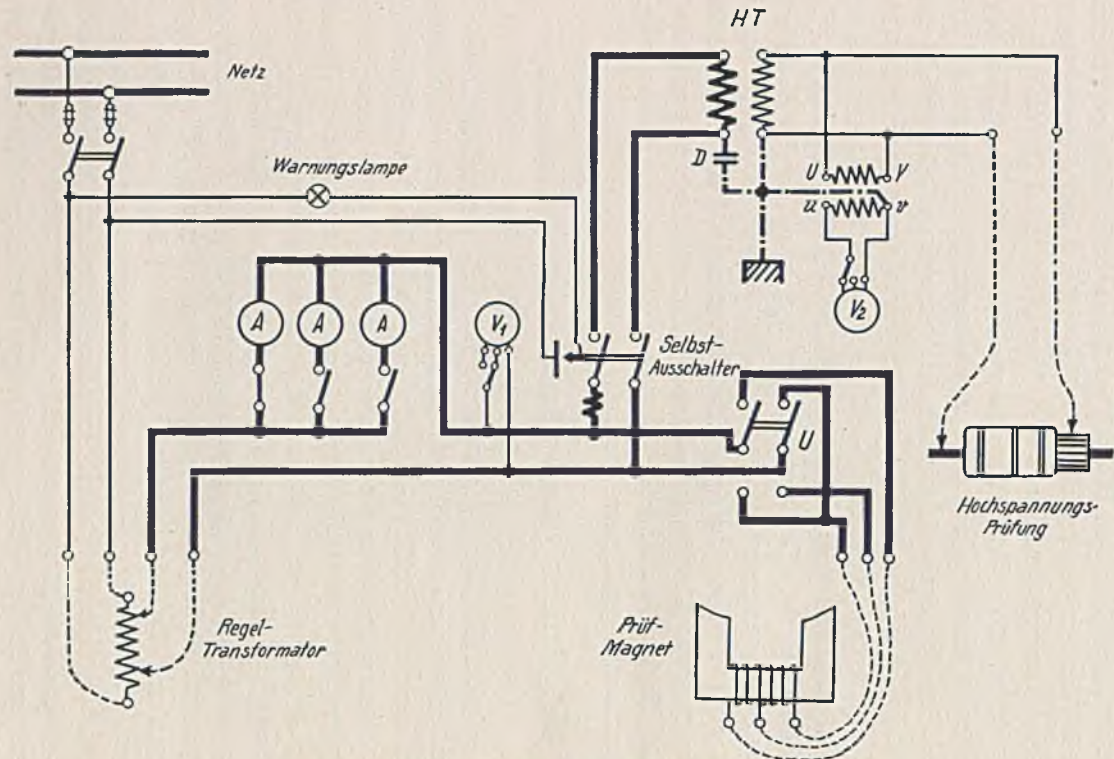 HT
Netz
Warnungslampe
D
U
V
u
v
V₂
A
A
A
V₁
Selbst-
Ausschalter
U
Hochspannungs-
Prüfung
Regel-
Transformator
Prüf-
Magnet